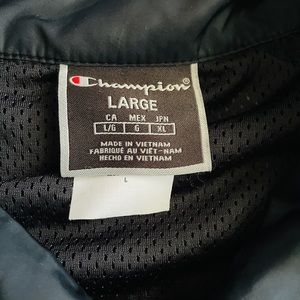 Champion®
LARGE
CA MEX JPN
L/G G XL
MADE IN VIETNAM
FABRIQUÉ AU VIÊT-NAM
HECHO EN VIETNAM
L